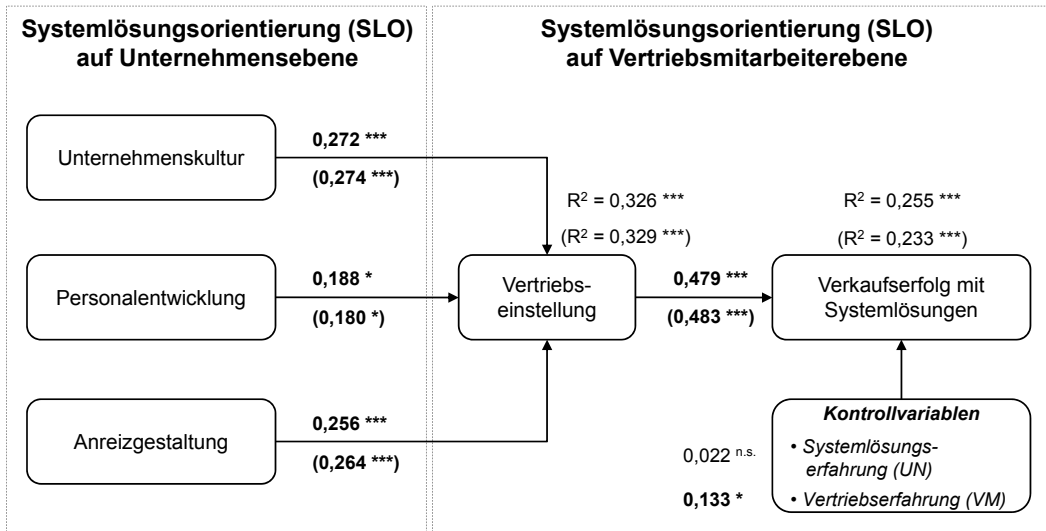 Systemlösungsorientierung (SLO)
auf Unternehmensebene
Systemlösungsorientierung (SLO)
auf Vertriebsmitarbeiterebene
Unternehmenskultur
0,272 ***
(0,274 ***)
R² = 0,326 ***
(R² = 0,329 ***)
R² = 0,255 ***
(R² = 0,233 ***)
Personalentwicklung
0,188 *
(0,180 *)
Vertriebs-
einstellung
0,479 ***
(0,483 ***)
Verkaufserfolg mit
Systemlösungen
Anreizgestaltung
0,256 ***
(0,264 ***)
Kontrollvariablen
0,022 n.s.
• Systemlösungs-
erfahrung (UN)
0,133 *
• Vertriebserfahrung (VM)